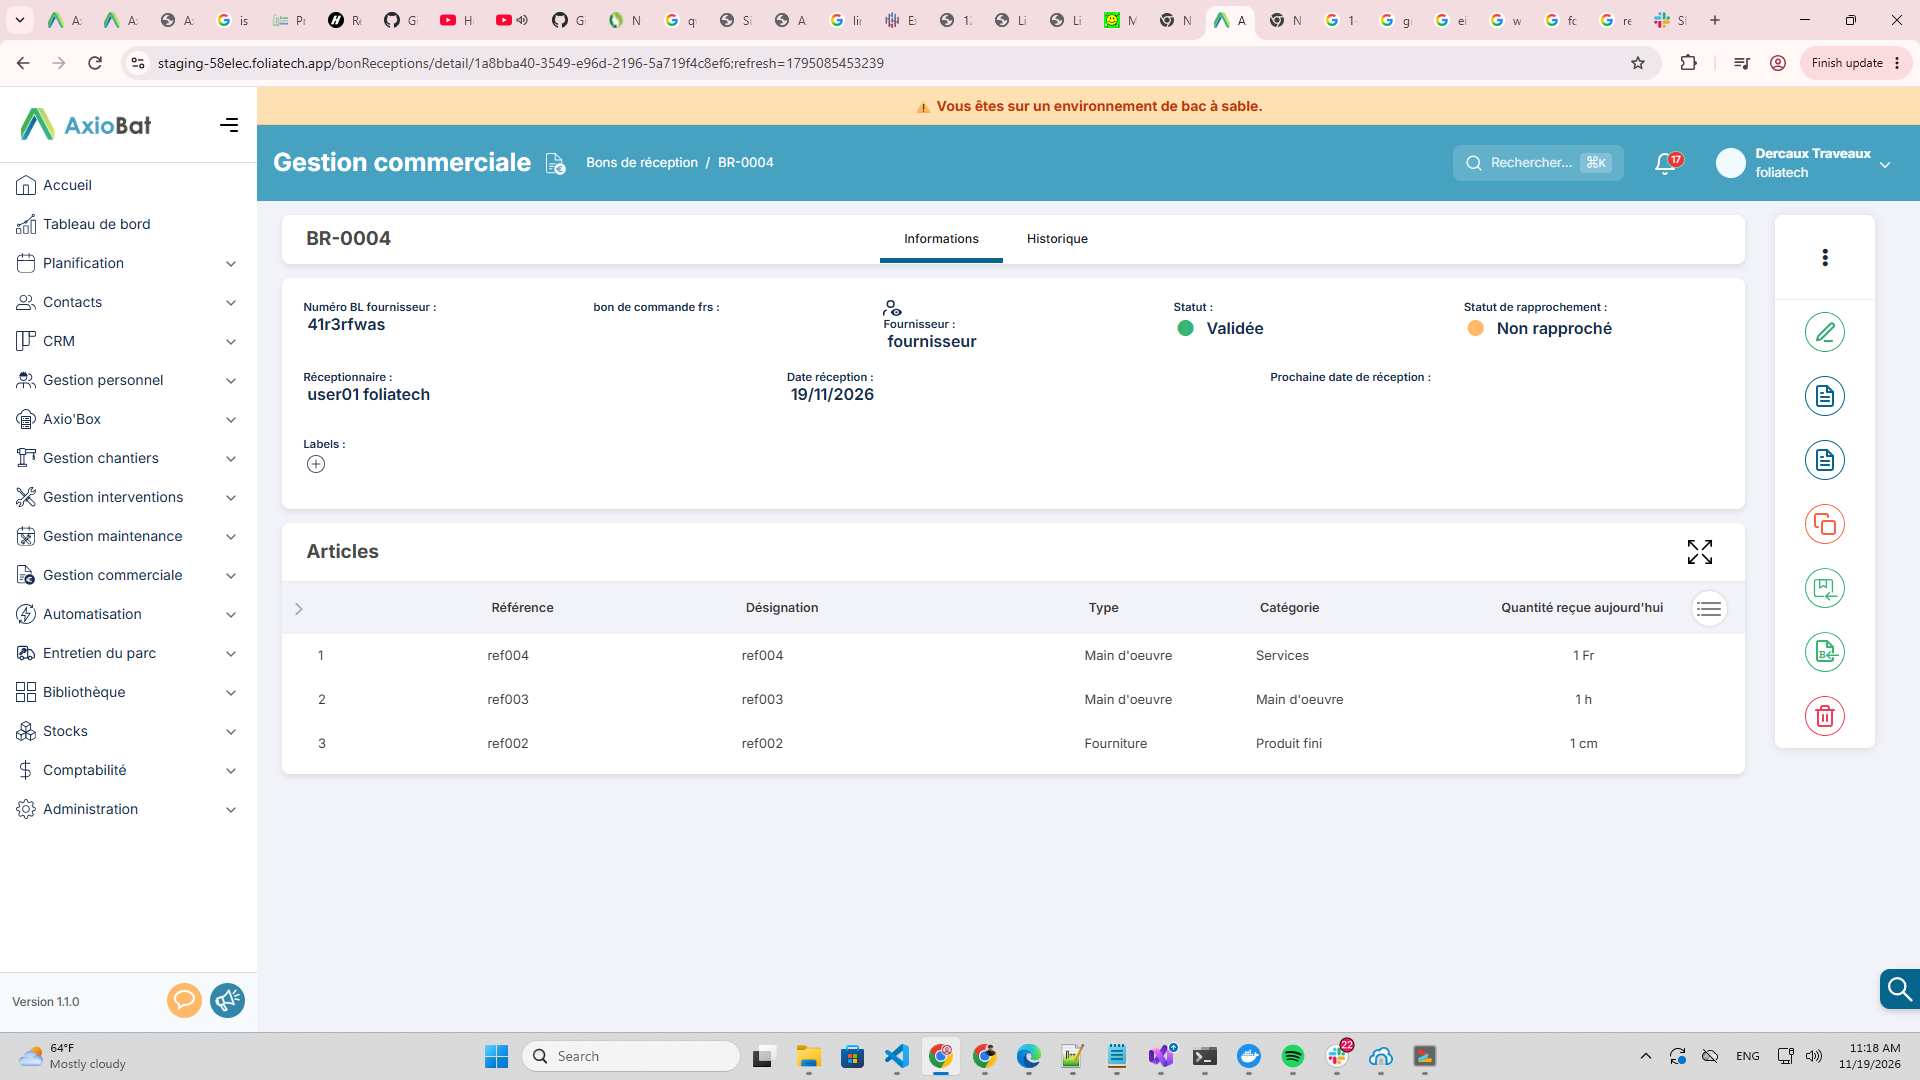 staging-58elec.foliatech.app/bonReceptions/detail/1a8bba40-3549-e96d-2196-5a719f4c8ef6;refresh=1795085453239
Finish update
AxioBat
⚠ Vous êtes sur un environnement de bac à sable.
Gestion commerciale
Bons de réception / BR-0004
Rechercher... ⌘K
17
Dercaux Traveaux
foliatech
Accueil
Tableau de bord
Planification
Contacts
CRM
Gestion personnel
Axio'Box
Gestion chantiers
Gestion interventions
Gestion maintenance
Gestion commerciale
Automatisation
Entretien du parc
Bibliothèque
Stocks
Comptabilité
Administration
Version 1.1.0
BR-0004
Informations
Historique
Numéro BL fournisseur :
41r3rfwas
bon de commande frs :
Fournisseur :
fournisseur
Statut :
Validée
Statut de rapprochement :
Non rapproché
Réceptionnaire :
user01 foliatech
Date réception :
19/11/2026
Prochaine date de réception :
Labels :
Articles
Référence Désignation Type Catégorie Quantité reçue aujourd'hui
1 ref004 ref004 Main d'oeuvre Services 1 Fr
2 ref003 ref003 Main d'oeuvre Main d'oeuvre 1 h
3 ref002 ref002 Fourniture Produit fini 1 cm
64°F
Mostly cloudy
Search
22
ENG
11:18 AM
11/19/2026